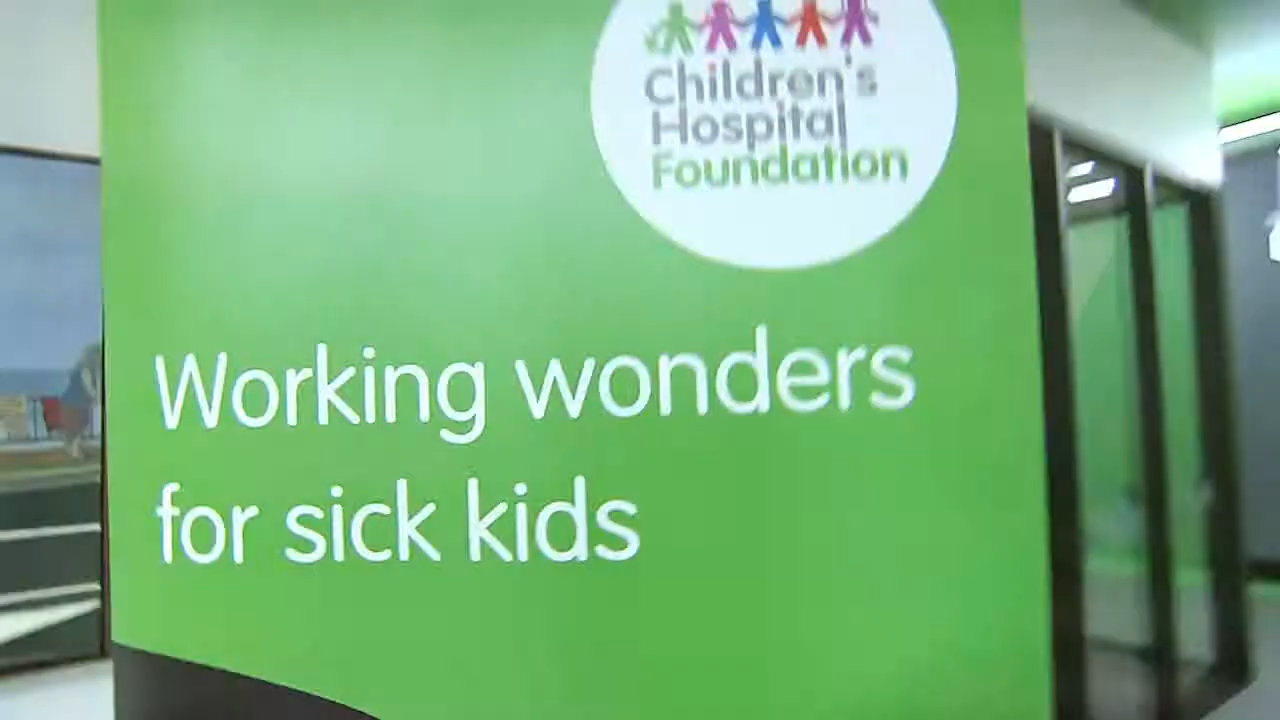 Children's
Hospital
Foundation
Working wonders
for sick kids